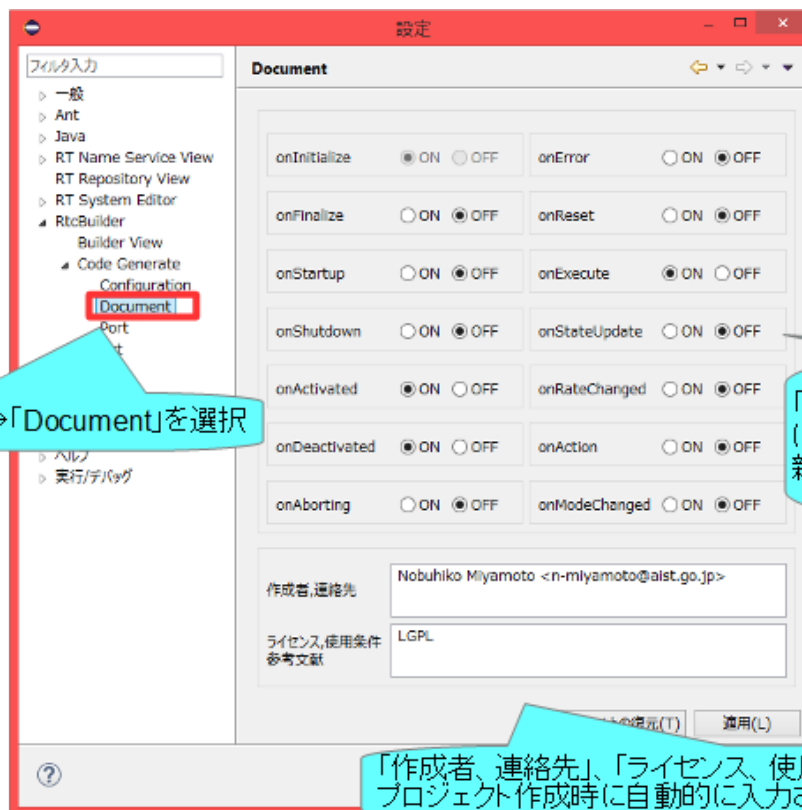 設定
フィルタ入力
一般
Ant
Java
RT Name Service View
RT Repository View
RT System Editor
RtcBuilder
Builder View
Code Generate
Configuration
Document
Port
「Document」を選択
ヘルプ
実行/デバッグ
Document
onInitialize ON OFF onError ON OFF
onFinalize ON OFF onReset ON OFF
onStartup ON OFF onExecute ON OFF
onShutdown ON OFF onStateUpdate ON OFF
onActivated ON OFF onRateChanged ON OFF
onDeactivated ON OFF onAction ON OFF
onAborting ON OFF onModeChanged ON OFF
作成者,連絡先 Nobuhiko Miyamoto <n-miyamoto@aist.go.jp>
ライセンス,使用条件 LGPL
参考文献
の復元(T) 適用(L)
「作成者、連絡先」、「ライセンス、使
プロジェクト作成時に自動的に入力